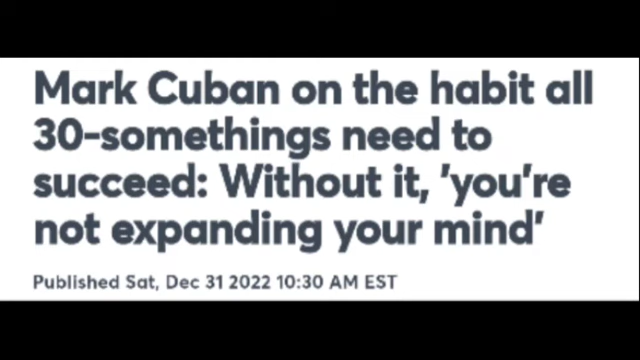 Mark Cuban on the habit all
30-somethings need to
succeed: Without it, 'you're
not expanding your mind'
Published Sat, Dec 31 2022 10:30 AM EST